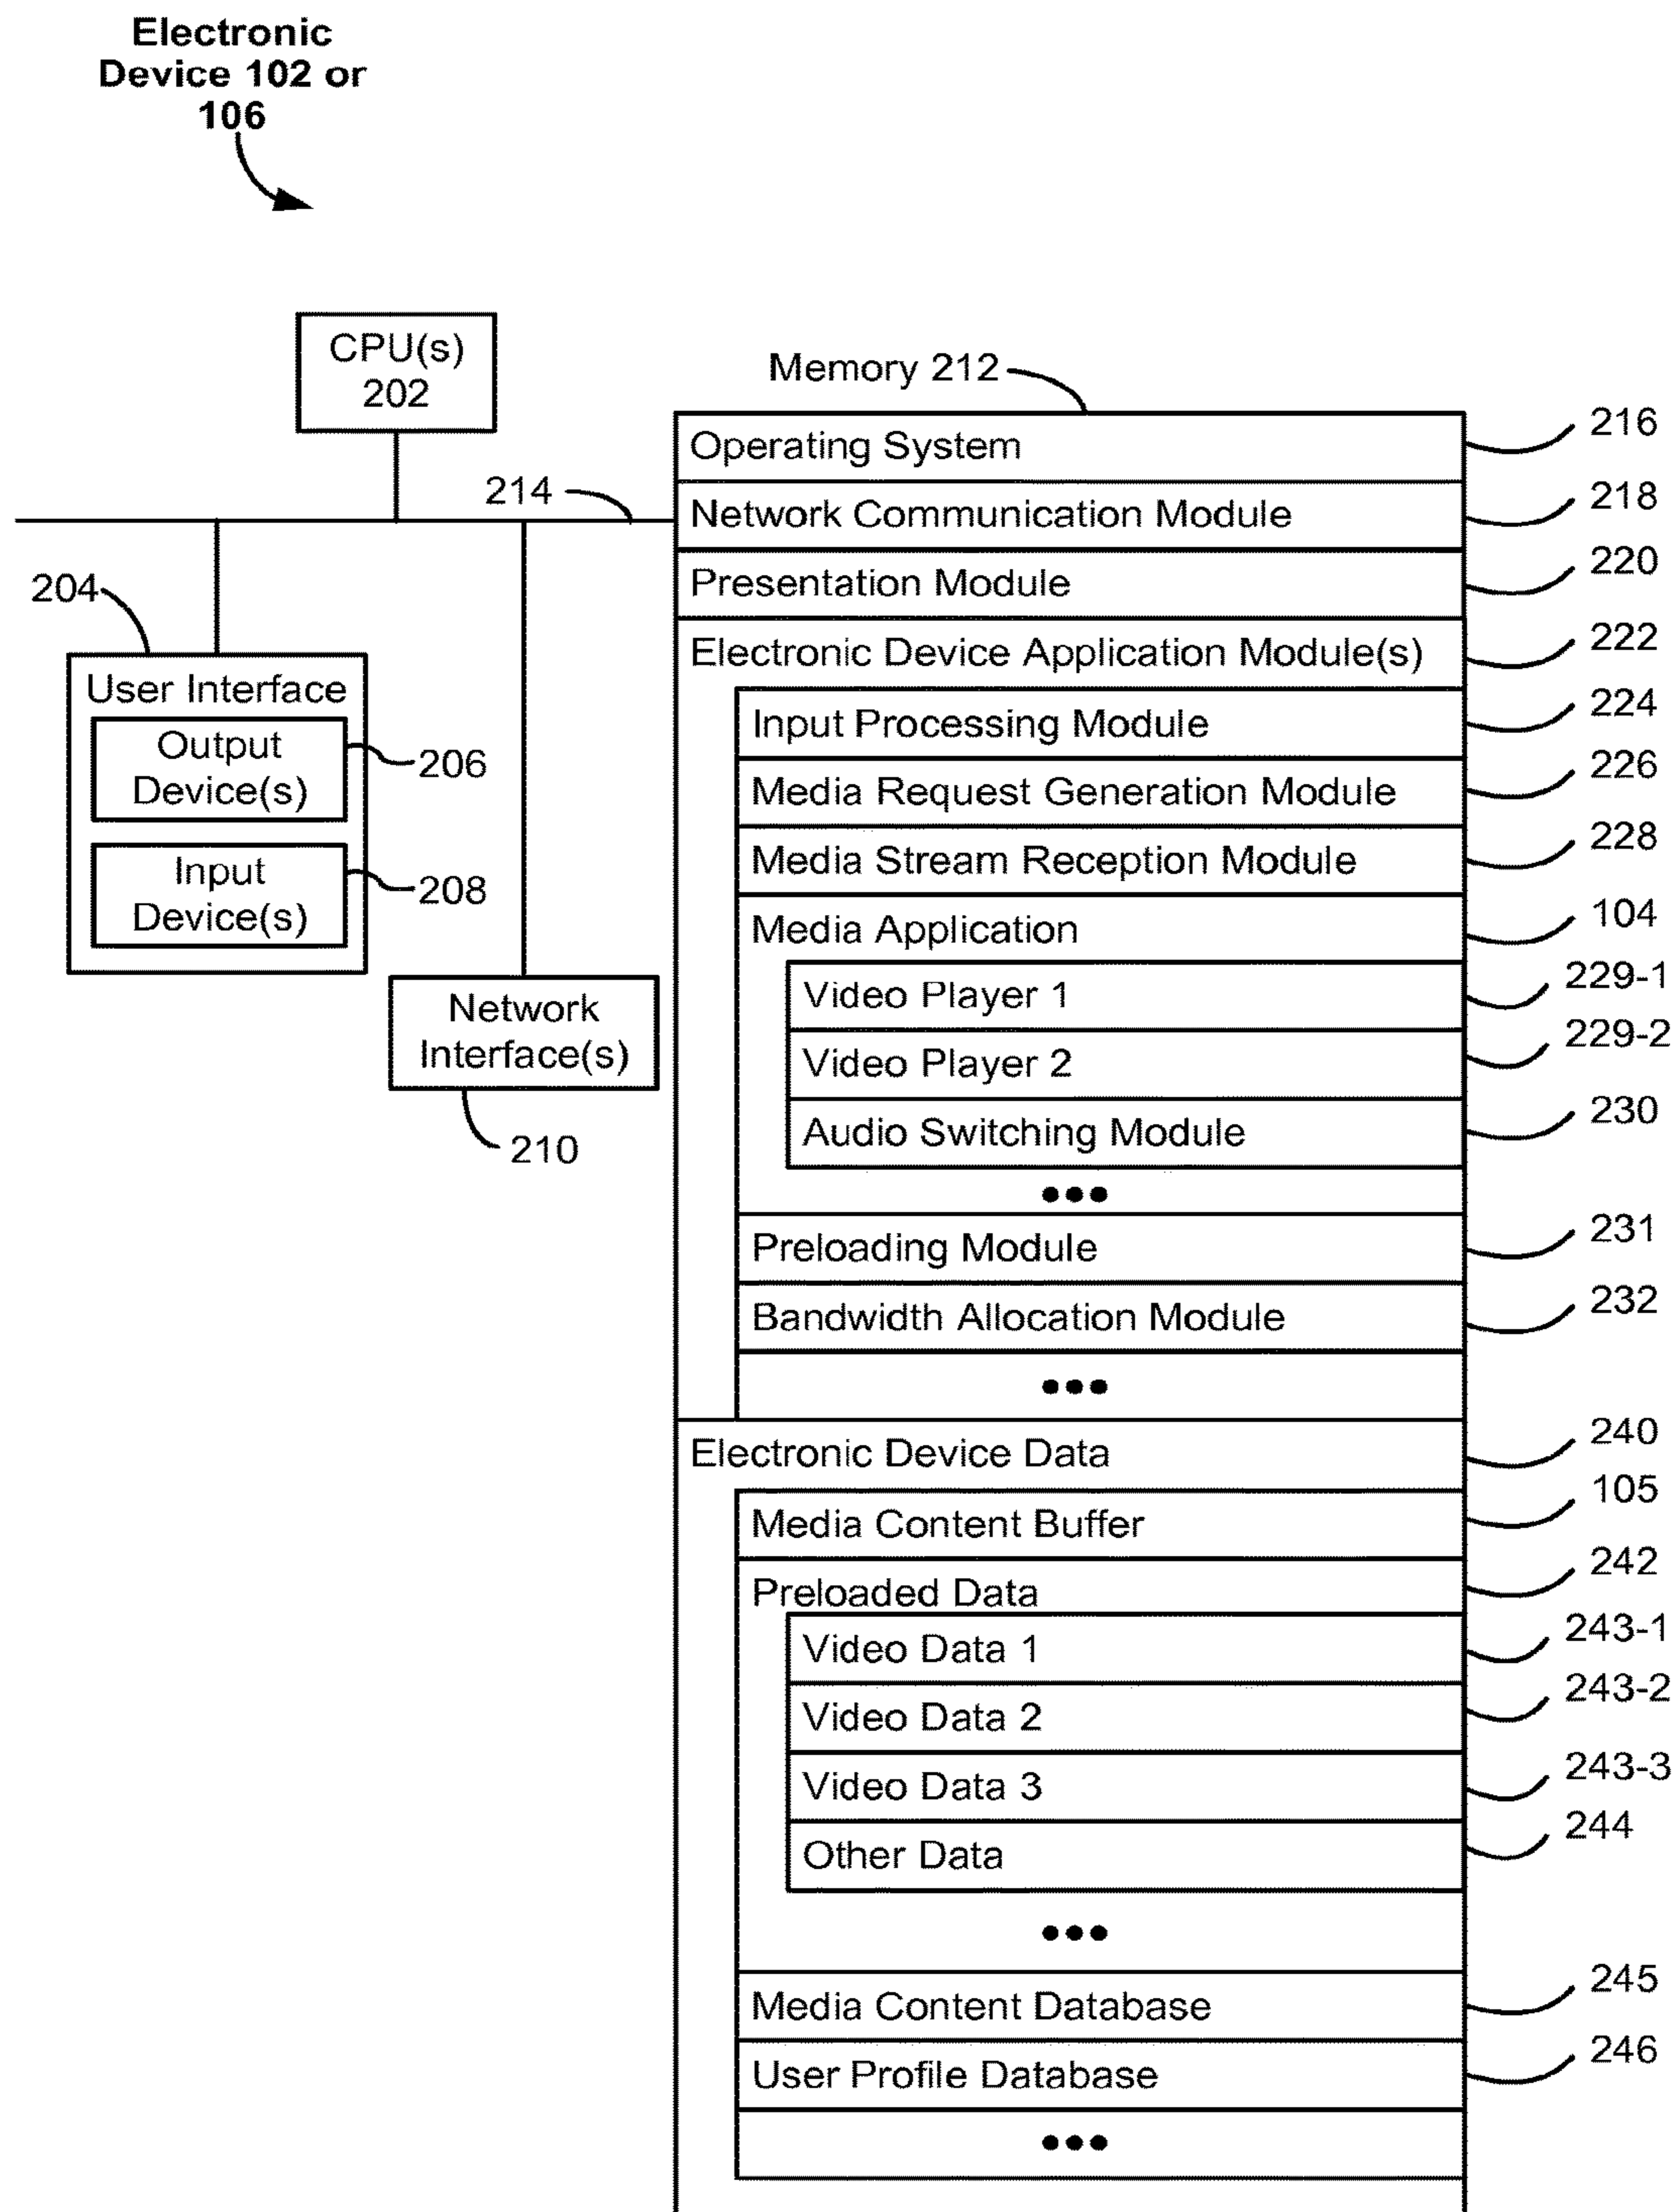 Electronic
Device 102 or
106
CPU(s)
202
Memory 212
214
204
User Interface
Output
Device(s)
206
Input
Device(s)
208
Network
Interface(s)
210
Operating System
216
Network Communication Module
218
Presentation Module
220
Electronic Device Application Module(s)
222
Input Processing Module
224
Media Request Generation Module
226
Media Stream Reception Module
228
Media Application
104
Video Player 1
229-1
Video Player 2
229-2
Audio Switching Module
230
Preloading Module
231
Bandwidth Allocation Module
232
Electronic Device Data
240
Media Content Buffer
105
Preloaded Data
242
Video Data 1
243-1
Video Data 2
243-2
Video Data 3
243-3
Other Data
244
Media Content Database
245
User Profile Database
246